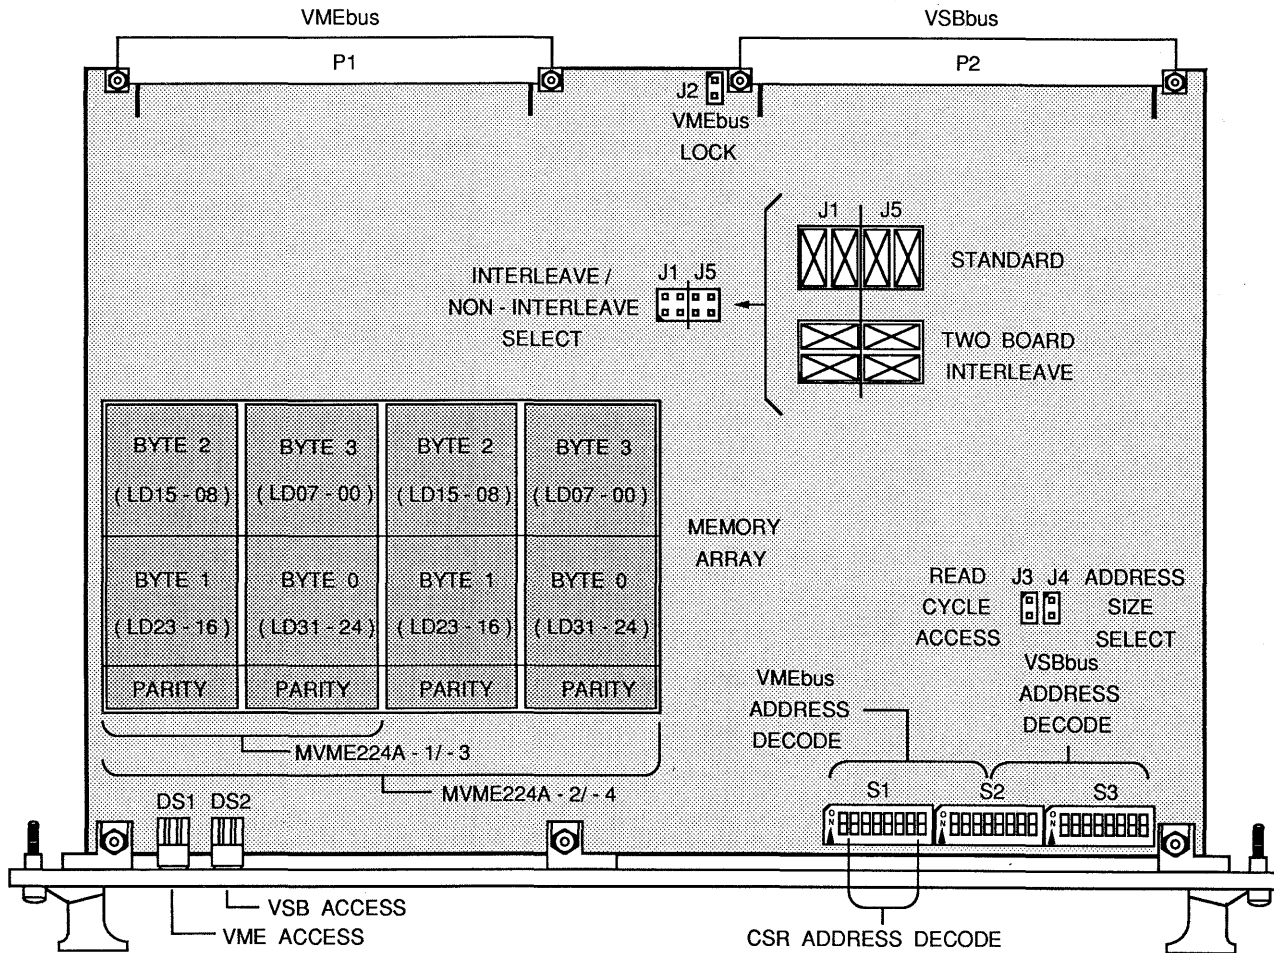 VMEbus
VSBbus
P1
P2
J2
VMEbus
LOCK
J1 J5
STANDARD
INTERLEAVE /
NON - INTERLEAVE
SELECT
J1 J5
TWO BOARD
INTERLEAVE
BYTE 2
(LD15 - 08)
BYTE 3
(LD07 - 00)
BYTE 2
(LD15 - 08)
BYTE 3
(LD07 - 00)
MEMORY
ARRAY
BYTE 1
(LD23 - 16)
BYTE 0
(LD31 - 24)
BYTE 1
(LD23 - 16)
BYTE 0
(LD31 - 24)
PARITY
PARITY
PARITY
PARITY
READ
CYCLE
ACCESS
J3 J4
ADDRESS
SIZE
SELECT
VMEbus
ADDRESS
DECODE
VSBbus
ADDRESS
DECODE
MVME224A - 1/ - 3
MVME224A - 2/ - 4
DS1 DS2
S1
S2
S3
ON
ON
ON
VSB ACCESS
VME ACCESS
CSR ADDRESS DECODE